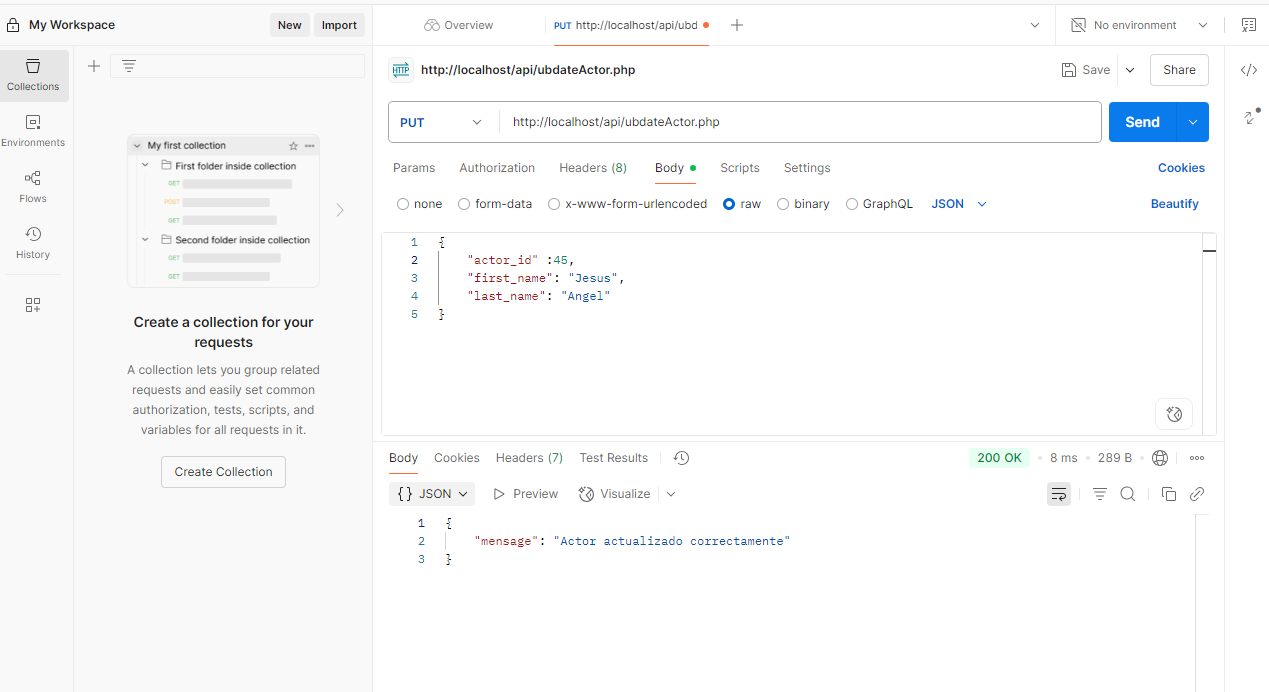 My Workspace
New
Import
Overview
PUT http://localhost/api/ubd
No environment
Collections
Environments
Flows
History
My first collection
First folder inside collection
GET
POST
GET
Second folder inside collection
GET
GET
Create a collection for your
requests
A collection lets you group related
requests and easily set common
authorization, tests, scripts, and
variables for all requests in it.
Create Collection
HTTP
http://localhost/api/ubdateActor.php
Save
Share
PUT
http://localhost/api/ubdateActor.php
Send
Params
Authorization
Headers (8)
Body
Scripts
Settings
Cookies
none
form-data
x-www-form-urlencoded
raw
binary
GraphQL
JSON
Beautify
1 {
2 "actor_id" :45,
3 "first_name": "Jesus",
4 "last_name": "Angel"
5 }
Body
Cookies
Headers (7)
Test Results
200 OK
8 ms
289 B
{} JSON
Preview
Visualize
1 {
2 "mensage": "Actor actualizado correctamente"
3 }